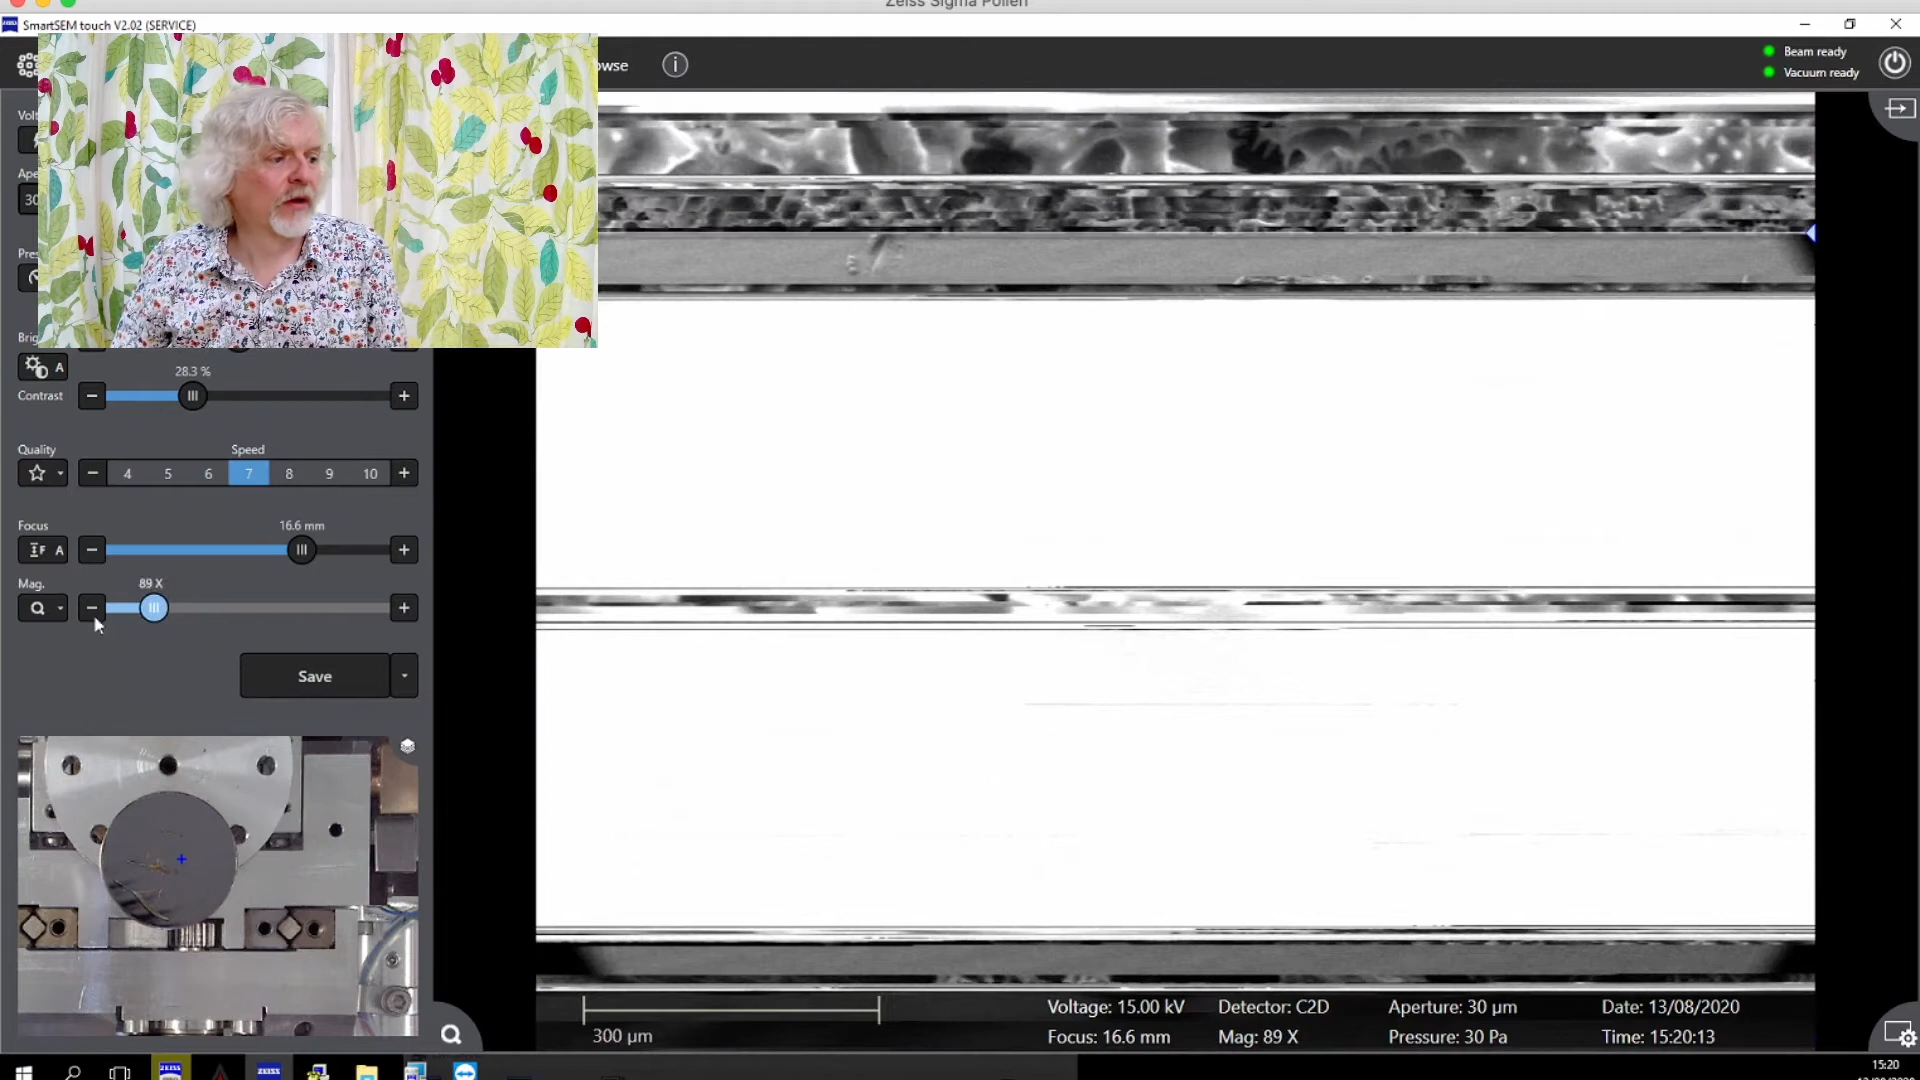 Zeiss Sigma Pollen
SmartSEM touch V2.02 (SERVICE)
Beam ready
Vacuum ready
28.3 %
Contrast
A
Quality
Speed
4 5 6 7 8 9 10
Focus
16.6 mm
F A
Mag.
89 X
Save
300 µm
Voltage: 15.00 kV Detector: C2D Aperture: 30 µm Date: 13/08/2020
Focus: 16.6 mm Mag: 89 X Pressure: 30 Pa Time: 15:20:13
ZEISS
ZEISS
15:20